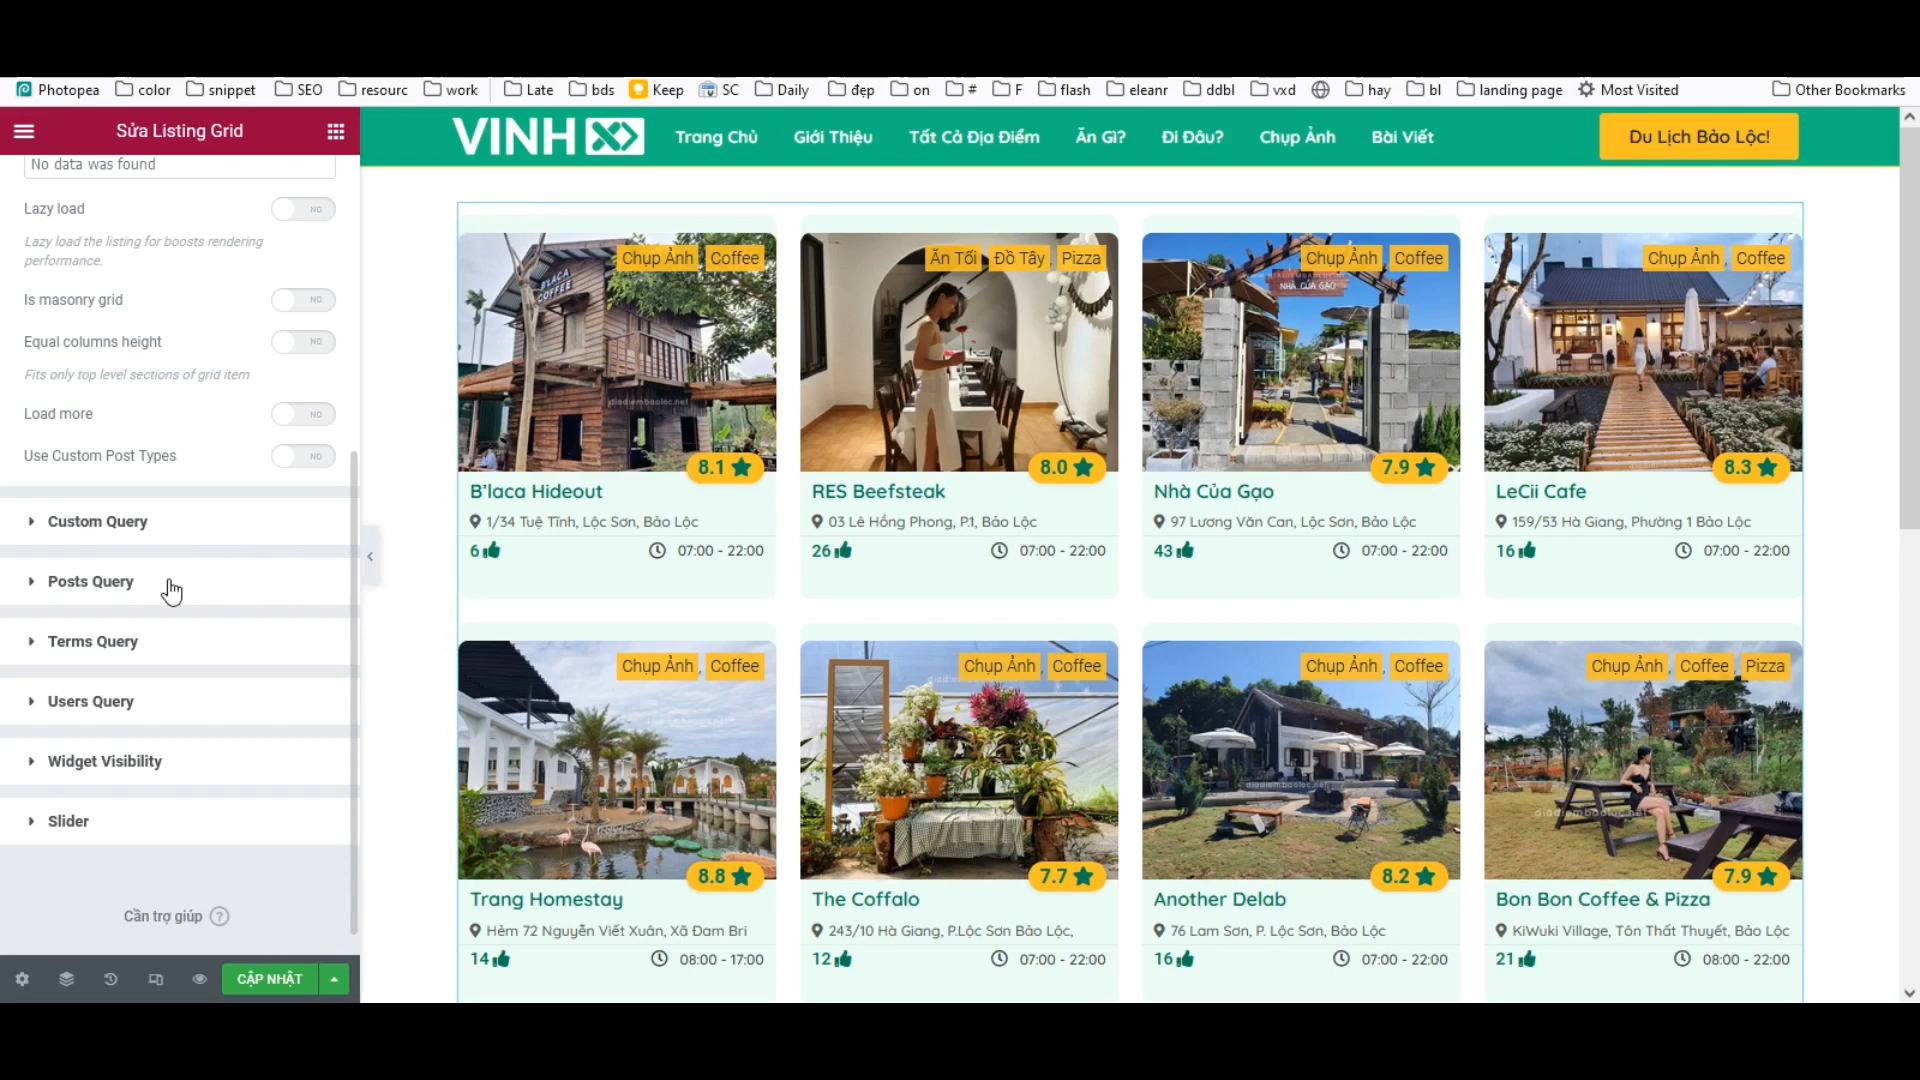 Photopea color snippet SEO resourc work Late bds Keep SC Daily đẹp on # F flash eleanr ddbl vxd hay bl landing page Most Visited Other Bookmarks
Sửa Listing Grid
VINH X
Trang Chủ Giới Thiệu Tất Cả Địa Điểm Ăn Gì? Đi Đâu? Chụp Ảnh Bài Viết
Du Lịch Bảo Lộc!
No data was found
Lazy load NO
Lazy load the listing for boosts rendering
performance.
Is masonry grid NO
Equal columns height NO
Fits only top level sections of grid item
Load more NO
Use Custom Post Types NO
Custom Query
Posts Query
Terms Query
Users Query
Widget Visibility
Slider
Cần trợ giúp ?
CẬP NHẬT
Chụp Ảnh , Coffee
B'LACA
COFFEE
diadiembaoloc.net
8.1
B'laca Hideout
1/34 Tuệ Tĩnh, Lộc Sơn, Bảo Lộc
6 07:00 - 22:00
Ăn Tối , Đồ Tây , Pizza
8.0
RES Beefsteak
03 Lê Hồng Phong, P.1, Bảo Lộc
26 07:00 - 22:00
Chụp Ảnh , Coffee
NHÀ CỦA GẠO
7.9
Nhà Của Gạo
97 Lương Văn Can, Lộc Sơn, Bảo Lộc
43 07:00 - 22:00
Chụp Ảnh , Coffee
8.3
LeCii Cafe
159/53 Hà Giang, Phường 1 Bảo Lộc
16 07:00 - 22:00
Chụp Ảnh , Coffee
8.8
Trang Homestay
Hẻm 72 Nguyễn Viết Xuân, Xã Đam Bri
14 08:00 - 17:00
Chụp Ảnh , Coffee
7.7
The Coffalo
243/10 Hà Giang, P.Lộc Sơn Bảo Lộc,
12 07:00 - 22:00
Chụp Ảnh , Coffee
diadiembaoloc.net
8.2
Another Delab
76 Lam Sơn, P. Lộc Sơn, Bảo Lộc
16 07:00 - 22:00
Chụp Ảnh , Coffee , Pizza
diadiembaoloc.net
7.9
Bon Bon Coffee & Pizza
KiWuki Village, Tôn Thất Thuyết, Bảo Lộc
21 08:00 - 22:00